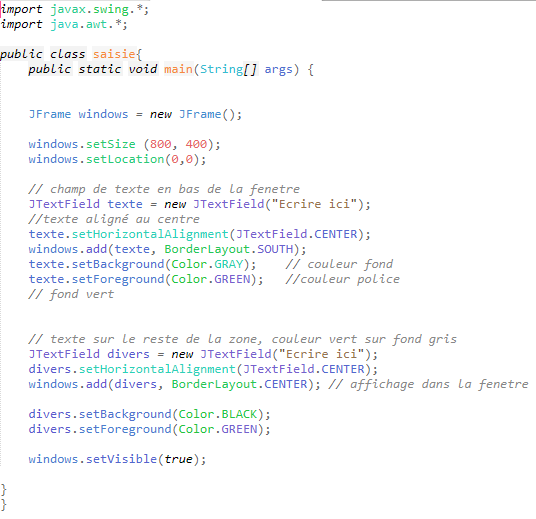 import javax.swing.*;
import java.awt.*;
public class saisie{
public static void main(String[] args) {
JFrame windows = new JFrame();
windows.setSize (800, 400);
windows.setLocation(0,0);
// champ de texte en bas de la fenetre
JTextField texte = new JTextField("Ecrire ici");
//texte aligné au centre
texte.setHorizontalAlignment(JTextField.CENTER);
windows.add(texte, BorderLayout.SOUTH);
texte.setBackground(Color.GRAY); // couleur fond
texte.setForeground(Color.GREEN); //couleur police
// fond vert
// texte sur le reste de la zone, couleur vert sur fond gris
JTextField divers = new JTextField("Ecrire ici");
divers.setHorizontalAlignment(JTextField.CENTER);
windows.add(divers, BorderLayout.CENTER); // affichage dans la fenetre
divers.setBackground(Color.BLACK);
divers.setForeground(Color.GREEN);
windows.setVisible(true);
}
}